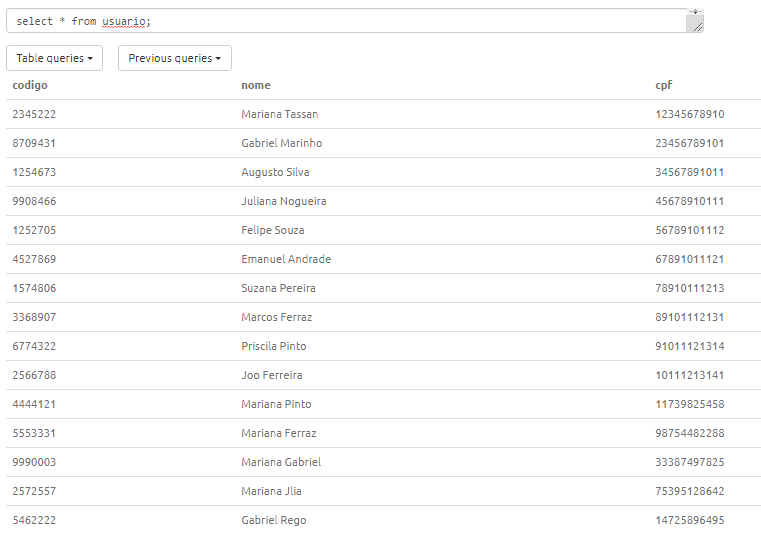 select * from usuario;
Table queries Previous queries
codigo nome cpf
2345222 Mariana Tassan 12345678910
8709431 Gabriel Marinho 23456789101
1254673 Augusto Silva 34567891011
9908466 Juliana Nogueira 45678910111
1252705 Felipe Souza 56789101112
4527869 Emanuel Andrade 67891011121
1574806 Suzana Pereira 78910111213
3368907 Marcos Ferraz 89101112131
6774322 Priscila Pinto 91011121314
2566788 Joo Ferreira 10111213141
4444121 Mariana Pinto 11739825458
5553331 Mariana Ferraz 98754482288
9990003 Mariana Gabriel 33387497825
2572557 Mariana Jlia 75395128642
5462222 Gabriel Rego 14725896495